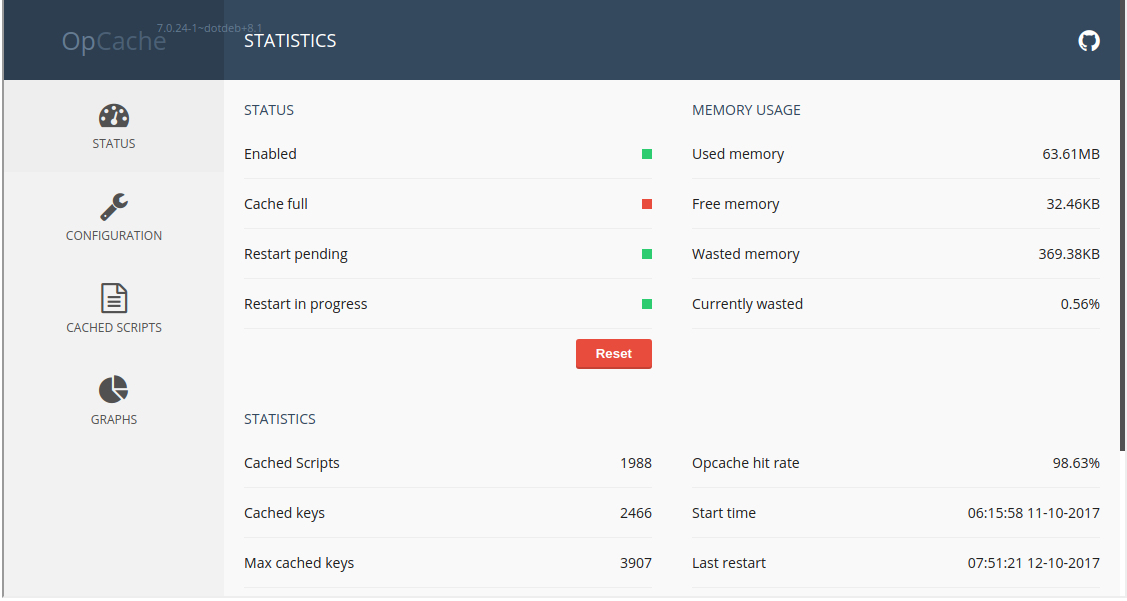 7.0.24-1~dotdeb+8.1
OpCache
STATISTICS
STATUS
CONFIGURATION
CACHED SCRIPTS
GRAPHS
STATUS
Enabled
Cache full
Restart pending
Restart in progress
Reset
MEMORY USAGE
Used memory 63.61MB
Free memory 32.46KB
Wasted memory 369.38KB
Currently wasted 0.56%
STATISTICS
Cached Scripts 1988
Cached keys 2466
Max cached keys 3907
Opcache hit rate 98.63%
Start time 06:15:58 11-10-2017
Last restart 07:51:21 12-10-2017